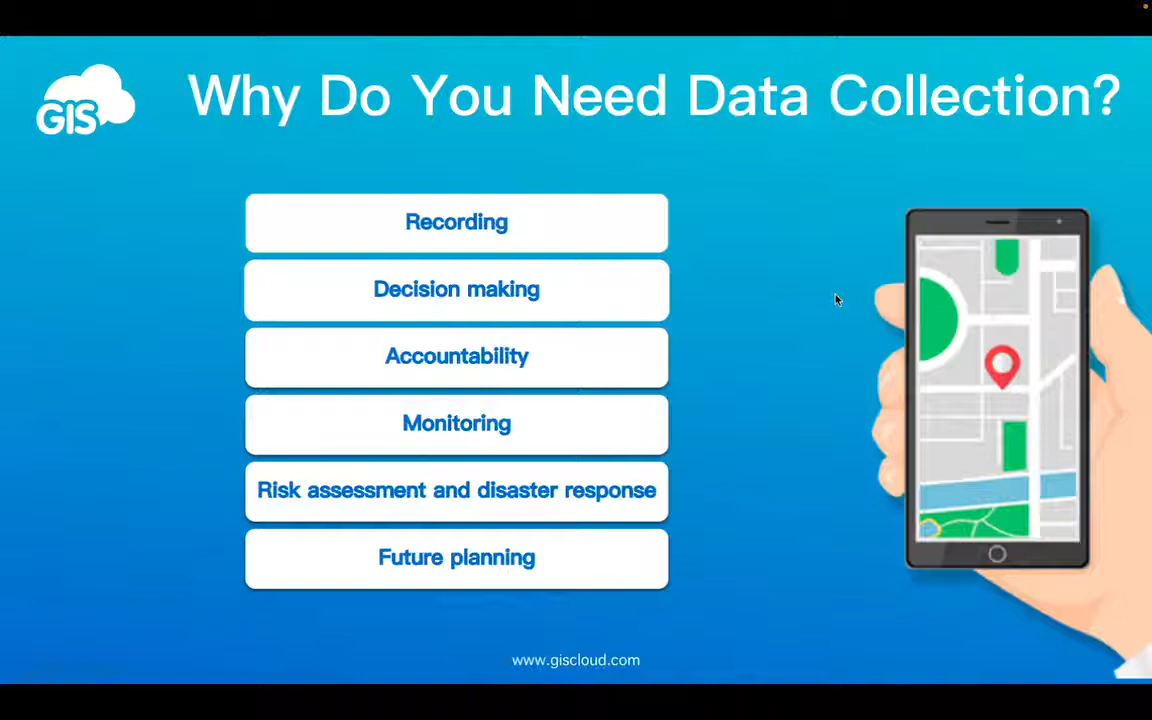 GIS
Why Do You Need Data Collection?
Recording
Decision making
Accountability
Monitoring
Risk assessment and disaster response
Future planning
www.giscloud.com